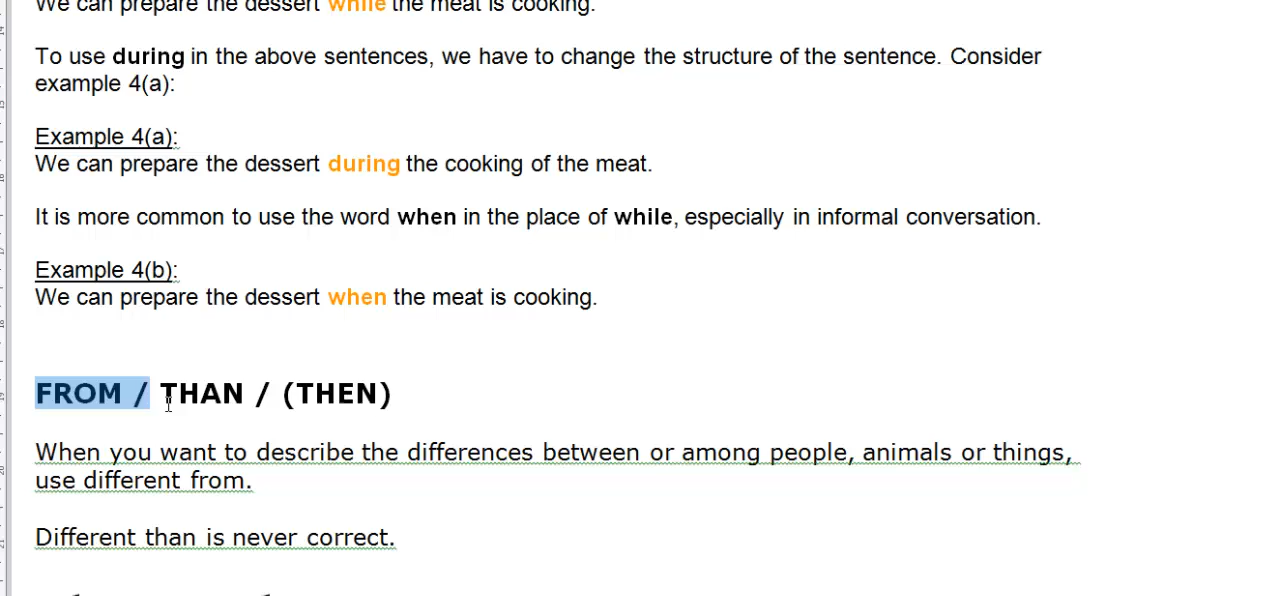 We can prepare the dessert while the meat is cooking.
To use during in the above sentences, we have to change the structure of the sentence. Consider
example 4(a):
Example 4(a):
We can prepare the dessert during the cooking of the meat.
It is more common to use the word when in the place of while, especially in informal conversation.
Example 4(b):
We can prepare the dessert when the meat is cooking.
FROM / THAN / (THEN)
When you want to describe the differences between or among people, animals or things,
use different from.
Different than is never correct.